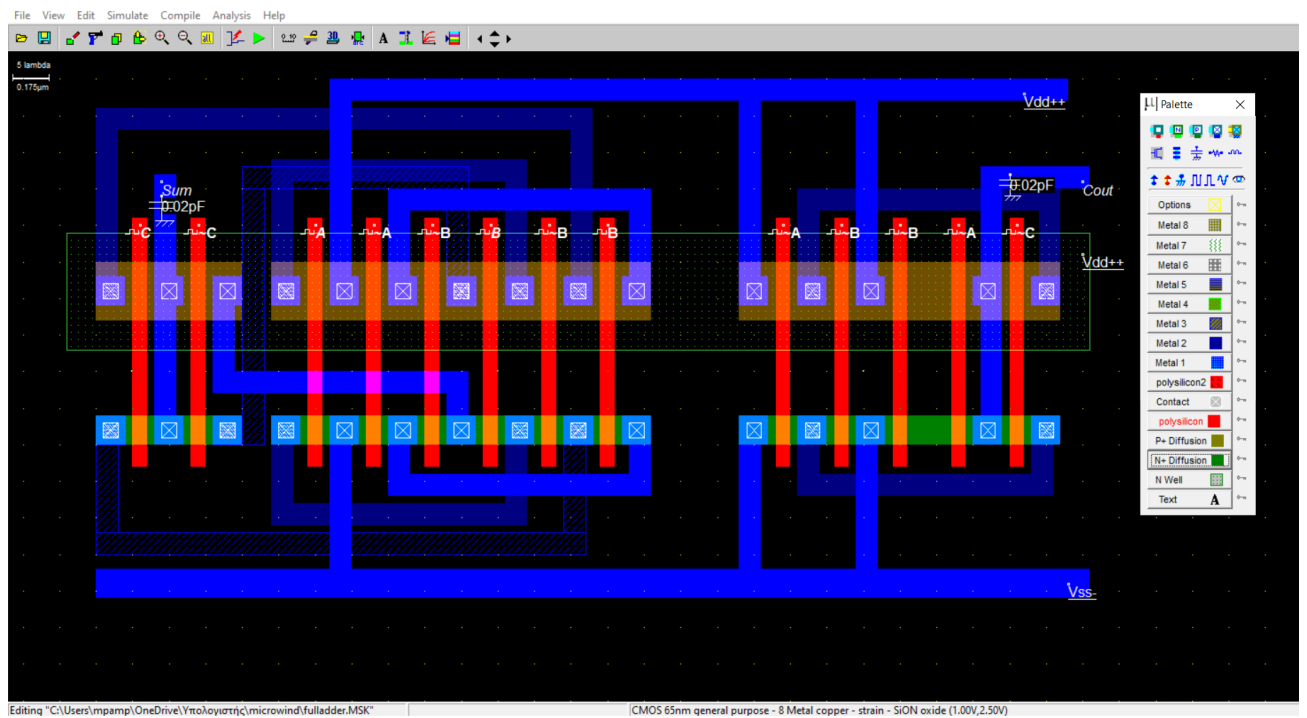 File View Edit Simulate Compile Analysis Help
5 lambda
0.175µm
Vdd++
Sum
0.02pF
0.02pF
Cout
C ~C A ~A ~B B ~B B A B ~B ~A C
Vdd++
Vss-
Palette
Options
Metal 8
Metal 7
Metal 6
Metal 5
Metal 4
Metal 3
Metal 2
Metal 1
polysilicon2
Contact
polysilicon
P+ Diffusion
N+ Diffusion
N Well
Text A
Editing "C:\Users\mpamp\OneDrive\Υπολογιστής\microwind\fulladder.MSK"
CMOS 65nm general purpose - 8 Metal copper - strain - SiON oxide (1.00V,2.50V)